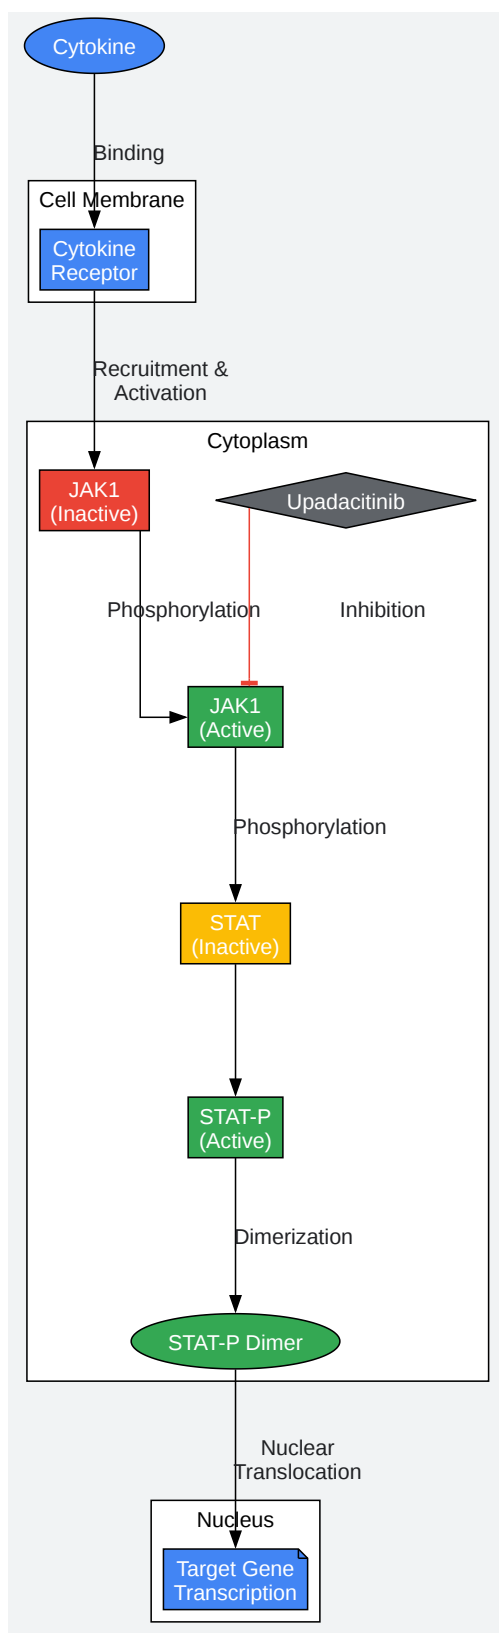 Cytokine
Binding
Cell Membrane
Cytokine
Receptor
Recruitment &
Activation
Cytoplasm
JAK1
(Inactive)
Upadacitinib
Phosphorylation
Inhibition
JAK1
(Active)
Phosphorylation
STAT
(Inactive)
STAT-P
(Active)
Dimerization
STAT-P Dimer
Nuclear
Translocation
Nucleus
Target Gene
Transcription